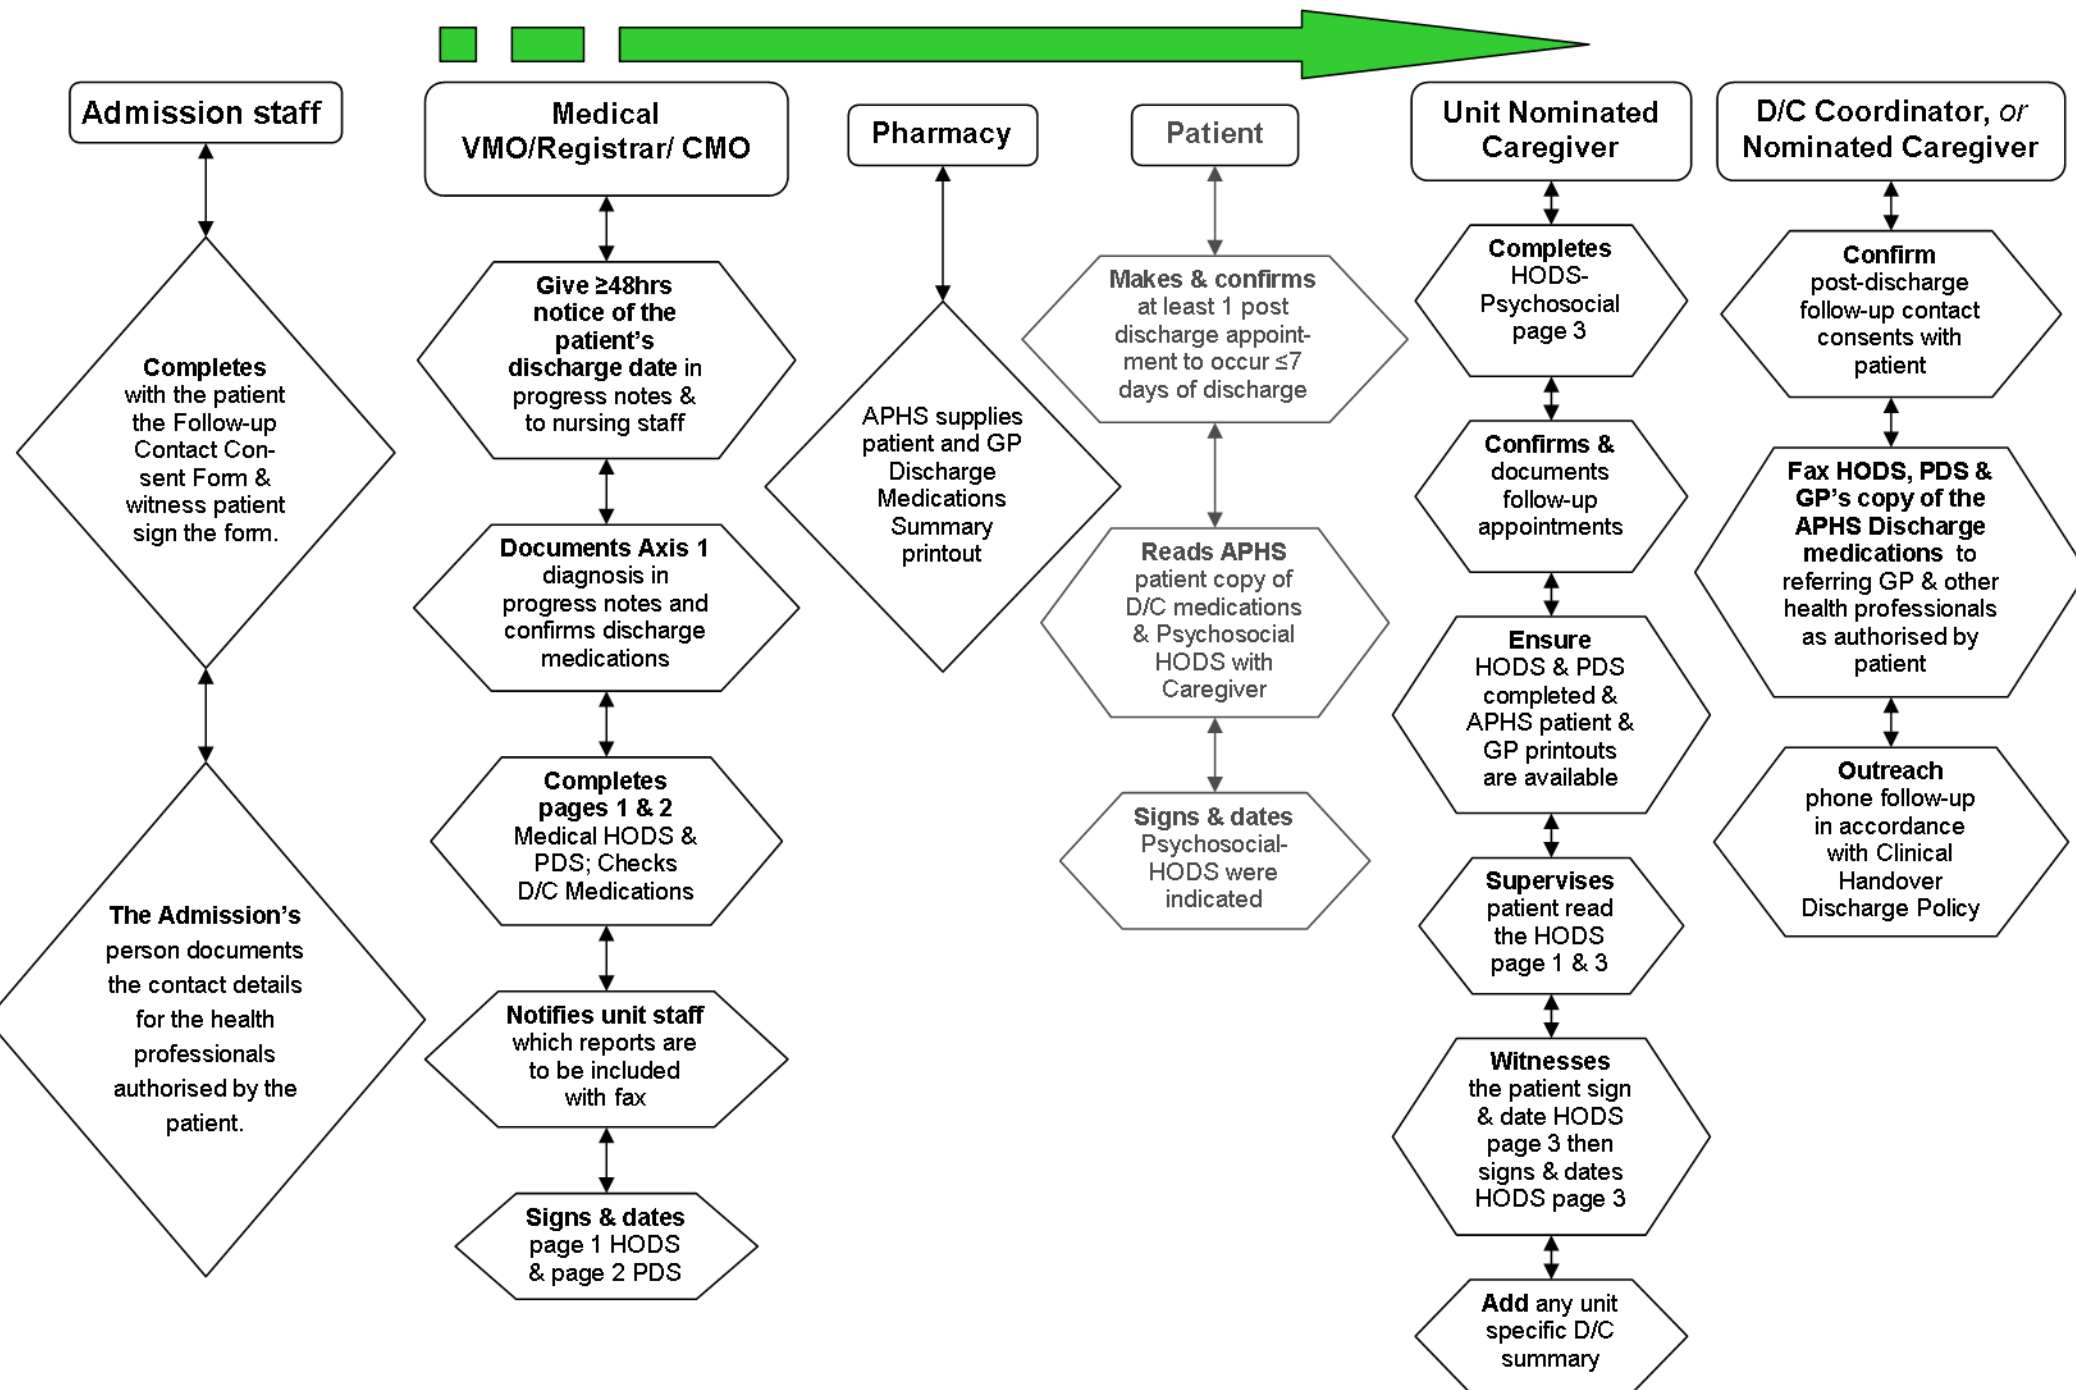 Admission staff
Completes
with the patient
the Follow-up
Contact Con-
sent Form &
witness patient
sign the form.
The Admission's
person documents
the contact details
for the health
professionals
authorised by the
patient.
Medical
VMO/Registrar/ CMO
Give ≥48hrs
notice of the
patient's
discharge date in
progress notes &
to nursing staff
Documents Axis 1
diagnosis in
progress notes and
confirms discharge
medications
Completes
pages 1 & 2
Medical HODS &
PDS; Checks
D/C Medications
Notifies unit staff
which reports are
to be included
with fax
Signs & dates
page 1 HODS
& page 2 PDS
Pharmacy
APHS supplies
patient and GP
Discharge
Medications
Summary
printout
Patient
Makes & confirms
at least 1 post
discharge appoint-
ment to occur ≤7
days of discharge
Reads APHS
patient copy of
D/C medications
& Psychosocial
HODS with
Caregiver
Signs & dates
Psychosocial-
HODS were
indicated
Unit Nominated
Caregiver
Completes
HODS-
Psychosocial
page 3
Confirms &
documents
follow-up
appointments
Ensure
HODS & PDS
completed &
APHS patient &
GP printouts
are available
Supervises
patient read
the HODS
page 1 & 3
Witnesses
the patient sign
& date HODS
page 3 then
signs & dates
HODS page 3
Add any unit
specific D/C
summary
D/C Coordinator, or
Nominated Caregiver
Confirm
post-discharge
follow-up contact
consents with
patient
Fax HODS, PDS &
GP's copy of the
APHS Discharge
medications to
referring GP & other
health professionals
as authorised by
patient
Outreach
phone follow-up
in accordance
with Clinical
Handover
Discharge Policy